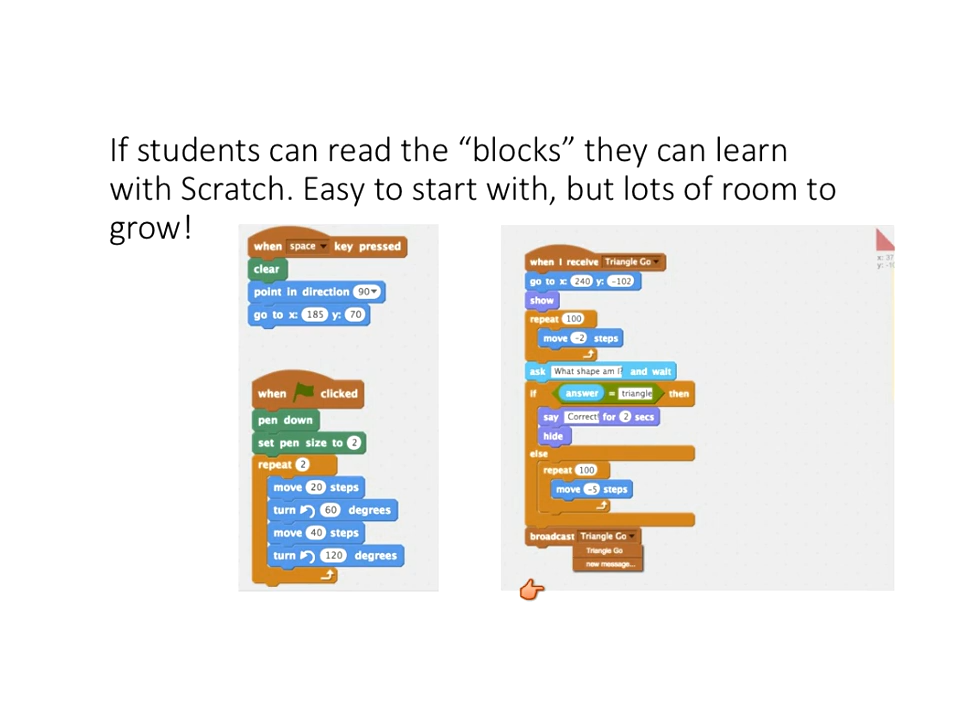 If students can read the “blocks” they can learn
with Scratch. Easy to start with, but lots of room to
grow!
when space key pressed
clear
point in direction 90
go to x: 185 y: 70
when clicked
pen down
set pen size to 2
repeat 2
move 20 steps
turn 60 degrees
move 40 steps
turn 120 degrees
when I receive Triangle Go
go to x: 240 y: -102
show
repeat 100
move -2 steps
ask What shape am I? and wait
if answer = triangle then
say Correct! for 2 secs
hide
else
repeat 100
move -5 steps
broadcast Triangle Go
Triangle Go
new message...
x: 37